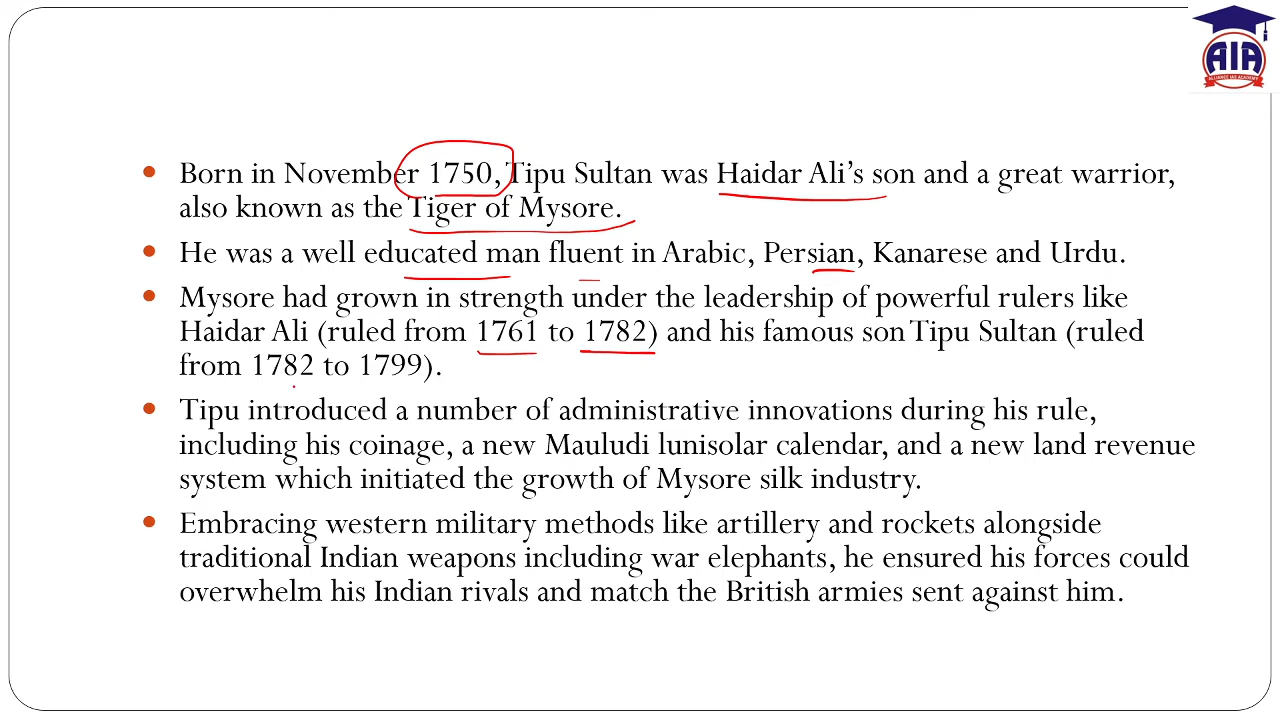 AIA
ALLIANCE IAS ACADEMY
• Born in November 1750, Tipu Sultan was Haidar Ali's son and a great warrior,
also known as the Tiger of Mysore.
• He was a well educated man fluent in Arabic, Persian, Kanarese and Urdu.
• Mysore had grown in strength under the leadership of powerful rulers like
Haidar Ali (ruled from 1761 to 1782) and his famous son Tipu Sultan (ruled
from 1782 to 1799).
• Tipu introduced a number of administrative innovations during his rule,
including his coinage, a new Mauludi lunisolar calendar, and a new land revenue
system which initiated the growth of Mysore silk industry.
• Embracing western military methods like artillery and rockets alongside
traditional Indian weapons including war elephants, he ensured his forces could
overwhelm his Indian rivals and match the British armies sent against him.